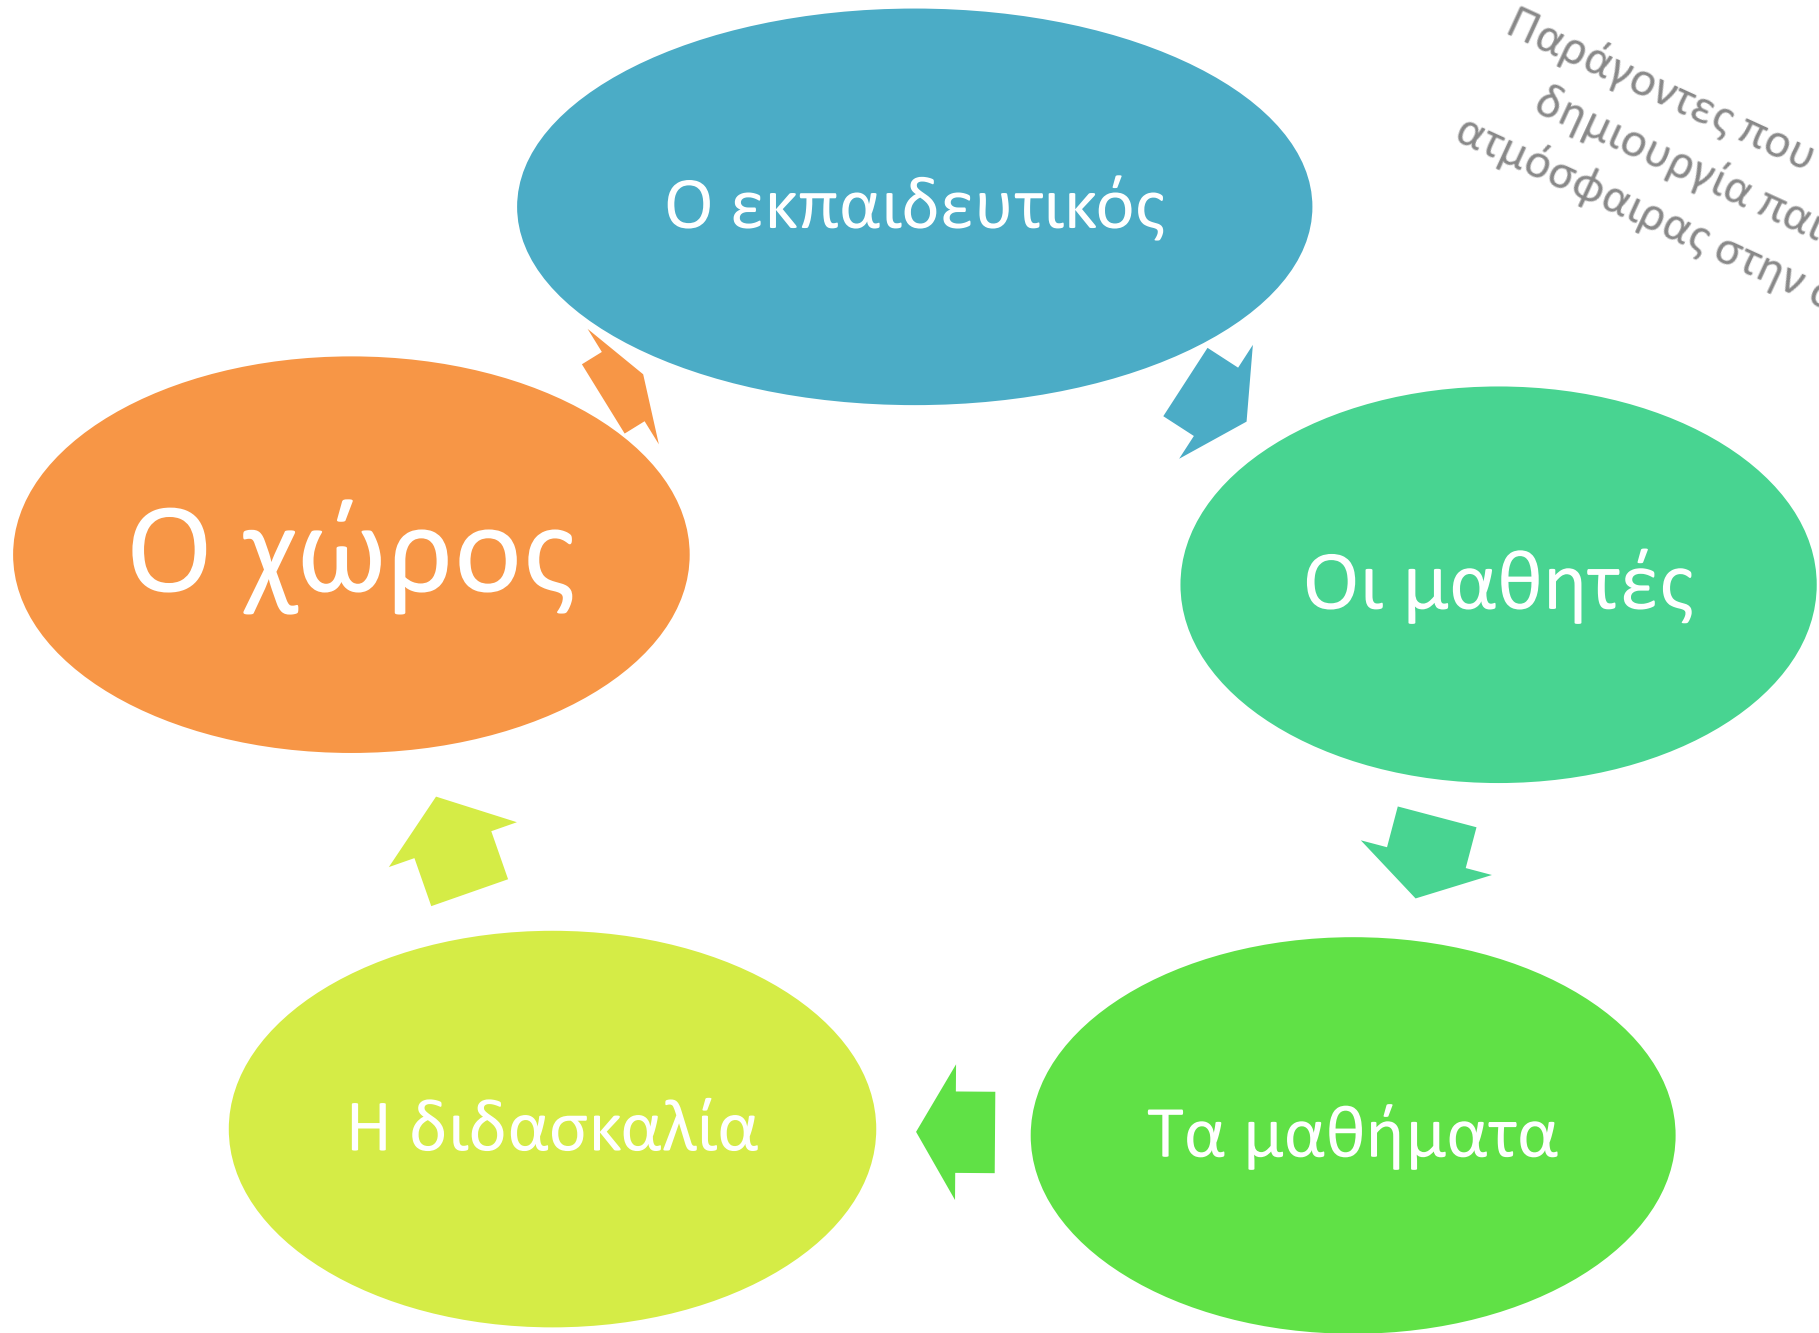 Παράγοντες που
δημιουργία
ατμόσφαιρας στην
Ο εκπαιδευτικός
Οι μαθητές
Τα μαθήματα
Η διδασκαλία
Ο χώρος